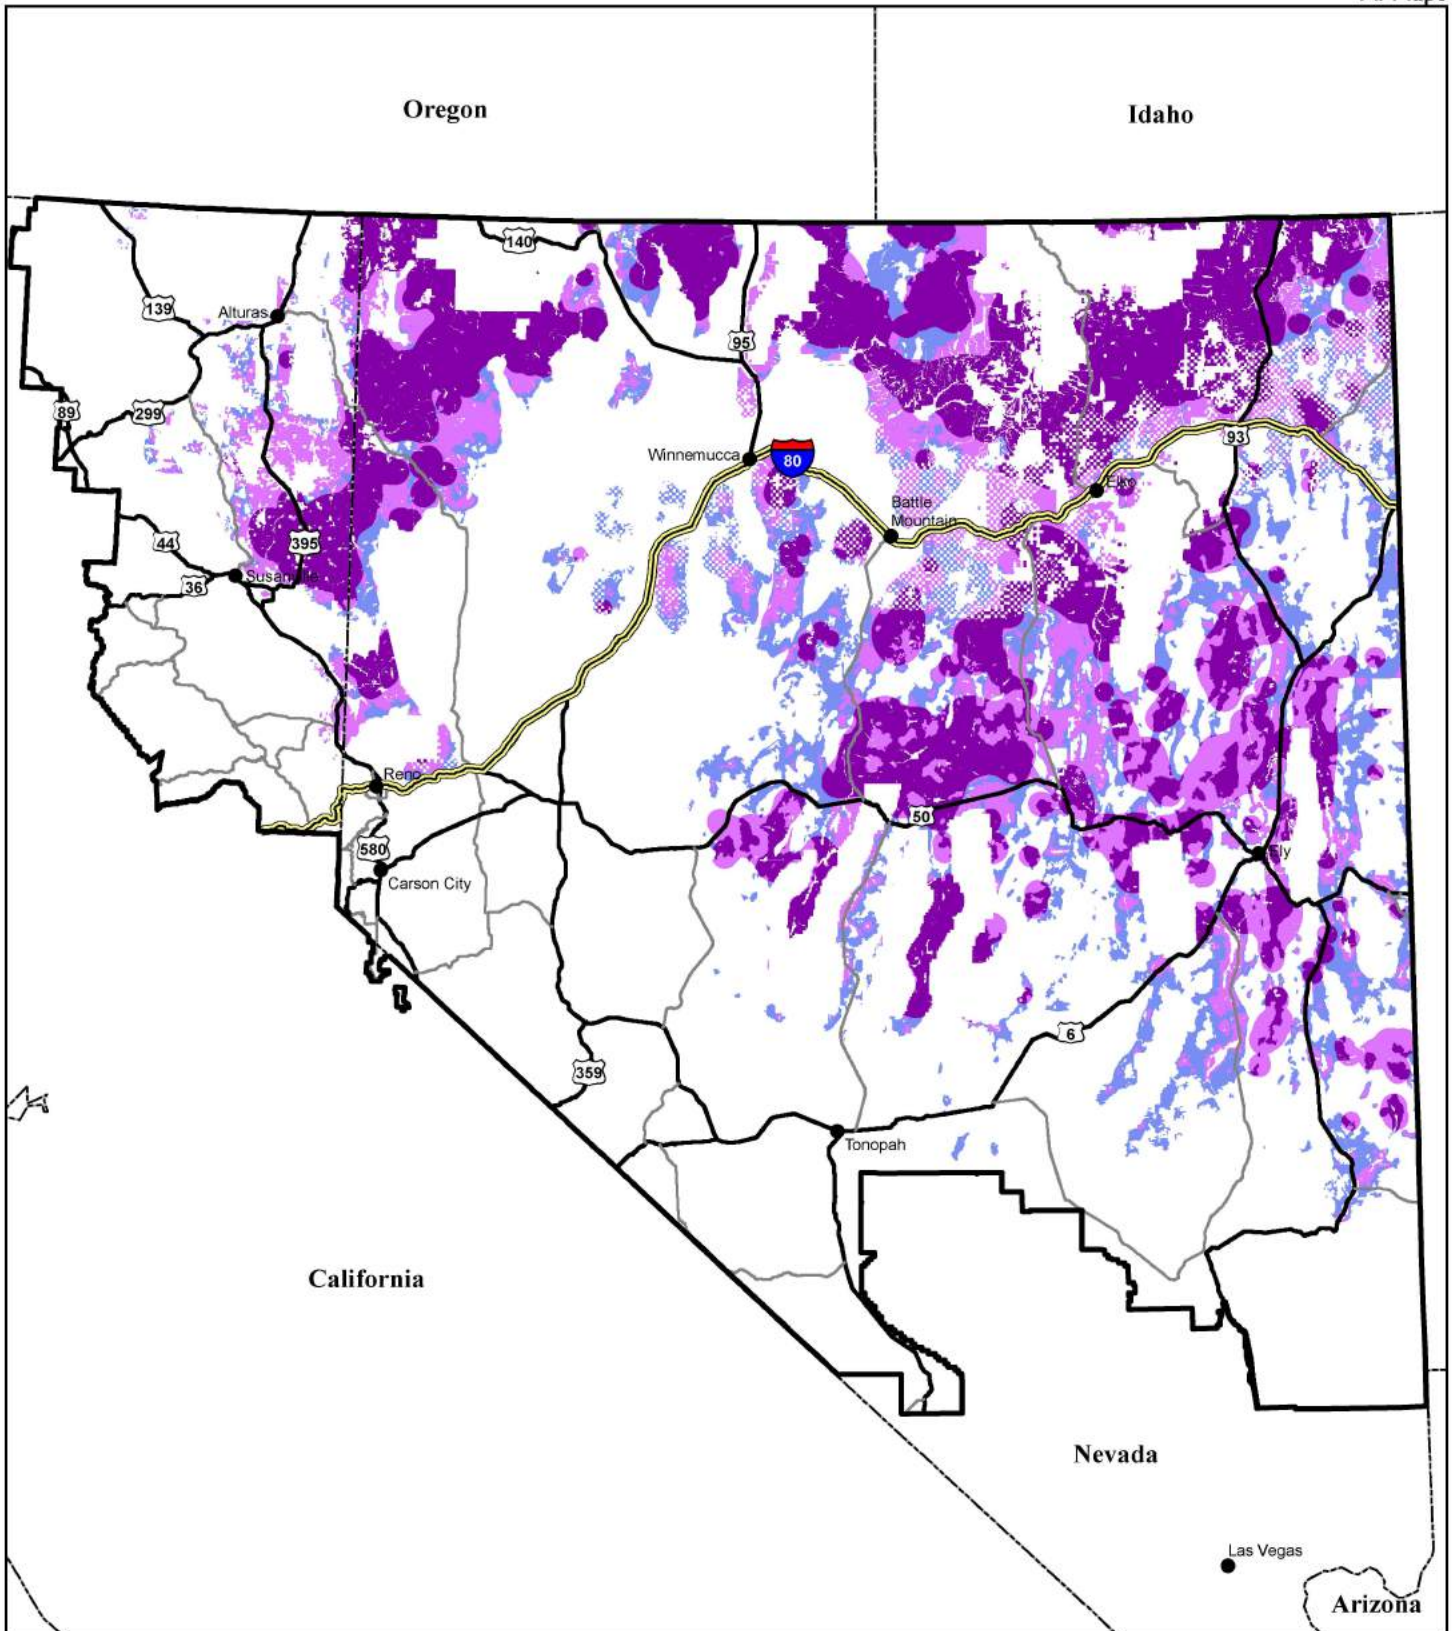 Oregon
Idaho
140
139
Alturas
95
89
299
93
Winnemucca
80
Elko
Battle
Mountain
44
395
36
Susanville
Reno
50
580
Ely
Carson City
6
359
Tonopah
California
Nevada
Las Vegas
Arizona